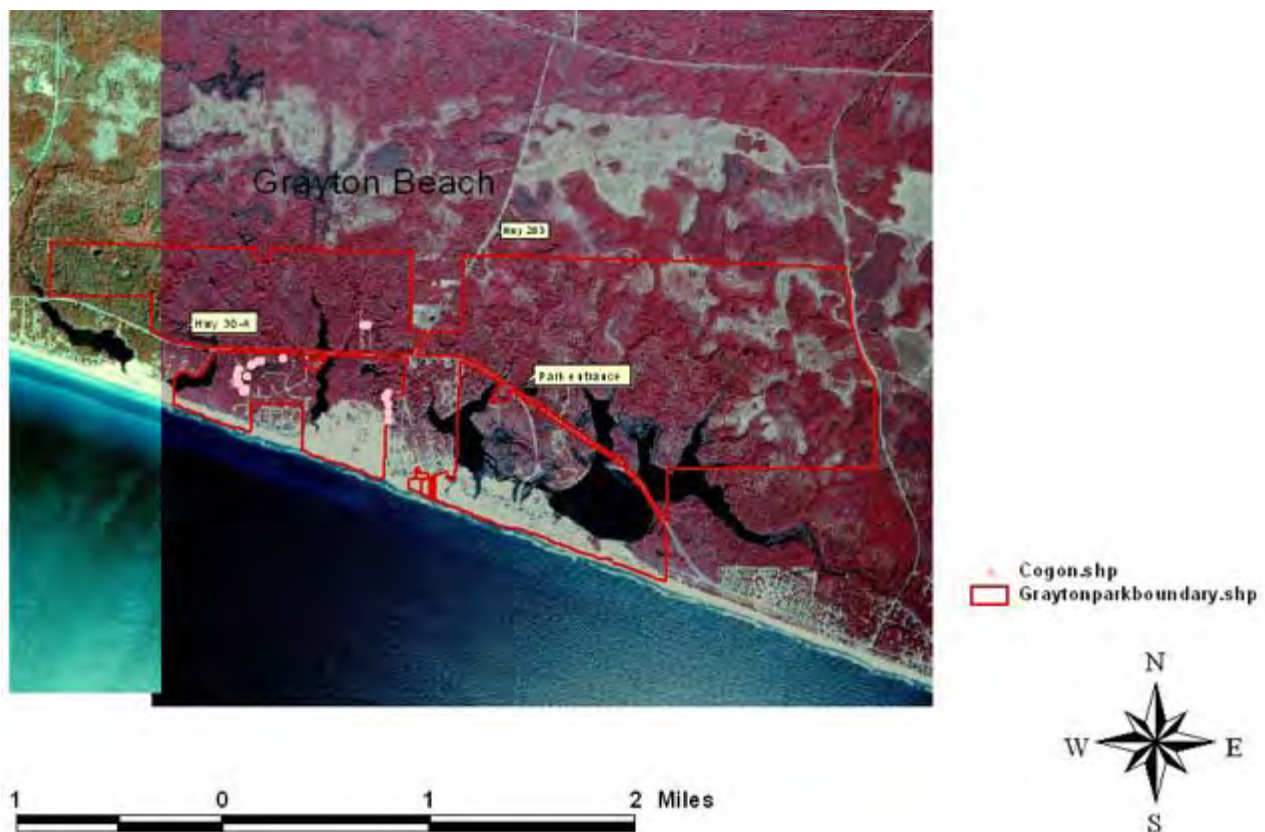 Grayton Beach
Hwy 283
Hwy 30-A
Park entrance
Cogon.shp
Graytonparkboundary.shp
N
W E
S
1 0 1 2 Miles